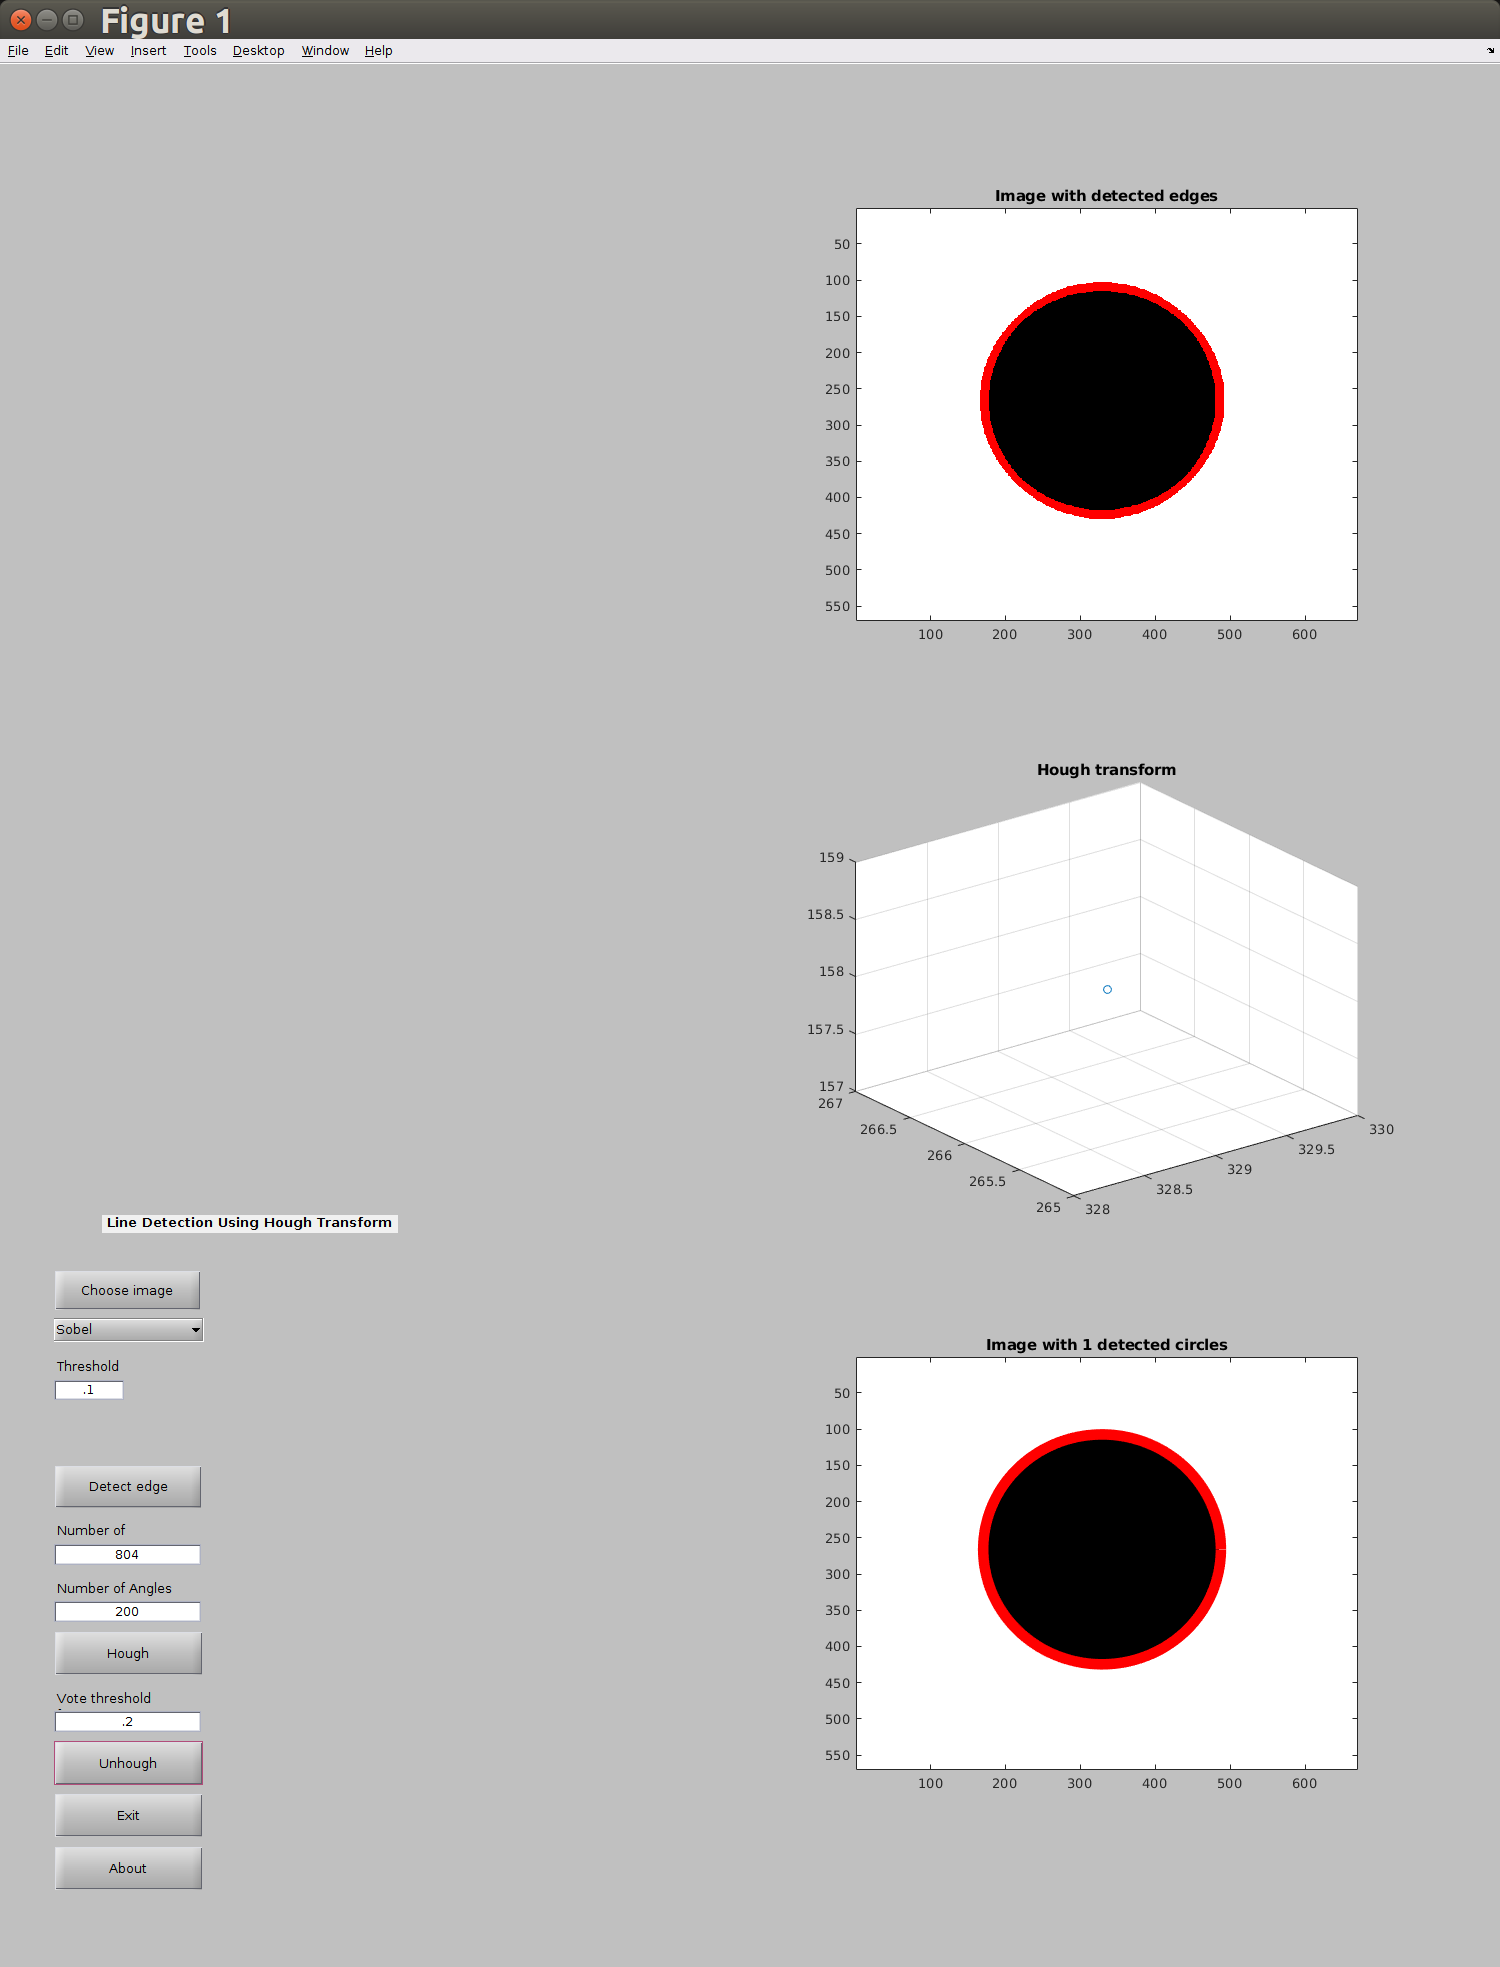 Figure 1
File Edit View Insert Tools Desktop Window Help
Image with detected edges
50
100
150
200
250
300
350
400
450
500
550
100 200 300 400 500 600
Hough transform
159
158.5
158
157.5
157
267
266.5
266
265.5
265
328
328.5
329
329.5
330
Line Detection Using Hough Transform
Choose image
Sobel
Threshold
.1
Detect edge
Number of
804
Number of Angles
200
Hough
Vote threshold
.2
Unhough
Exit
About
Image with 1 detected circles
50
100
150
200
250
300
350
400
450
500
550
100 200 300 400 500 600